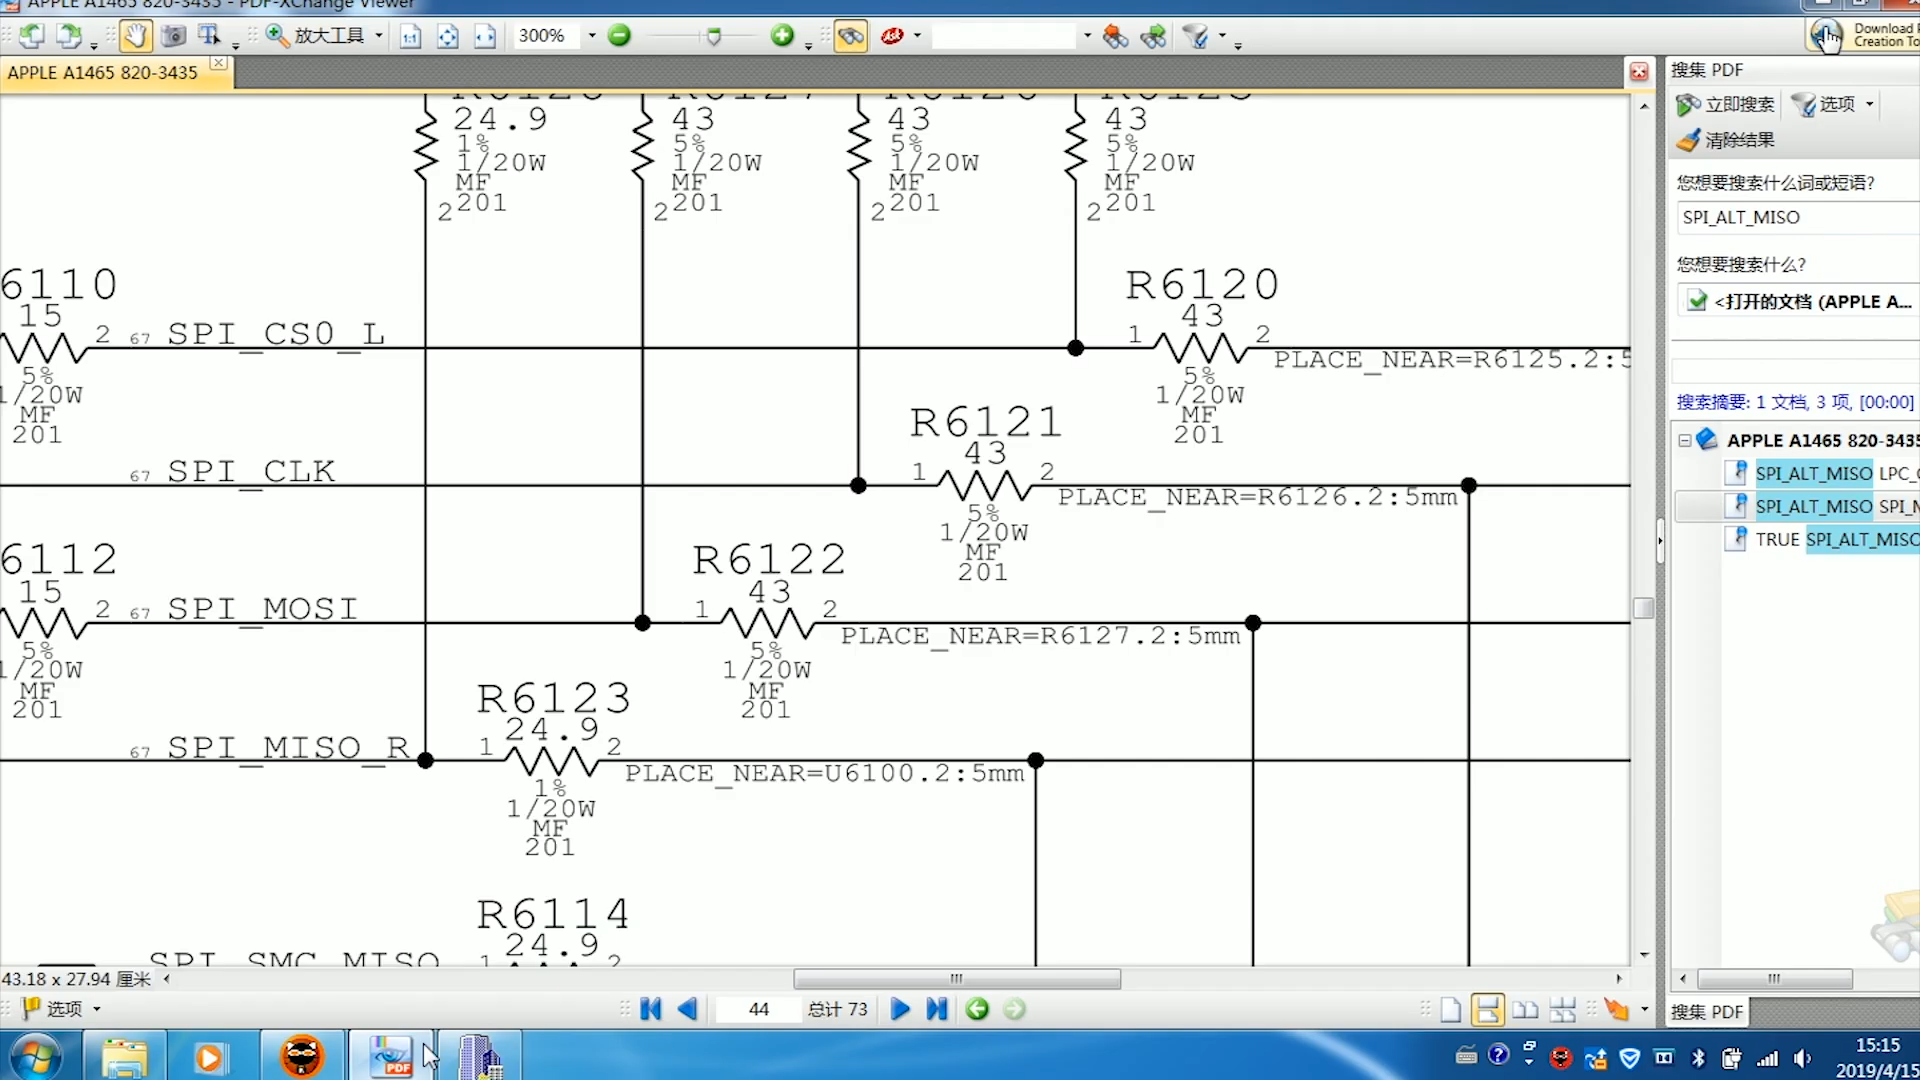 APPLE A1465 820-3435 - PDF-XChange Viewer
放大工具
300%
Download
Creation To
APPLE A1465 820-3435
搜集 PDF
立即搜索
选项
清除结果
您想要搜索什么词或短语?
SPI_ALT_MISO
您想要搜索什么?
<打开的文档 (APPLE A...
搜索摘要: 1 文档, 3 项, [00:00]
APPLE A1465 820-3435
SPI_ALT_MISO LPC_
SPI_ALT_MISO SPI_
TRUE SPI_ALT_MISO
24.9
1%
1/20W
MF
201
2
43
5%
1/20W
MF
201
2
43
5%
1/20W
MF
201
2
43
5%
1/20W
MF
201
2
6110
15
2
5%
1/20W
MF
201
67 SPI_CS0_L
R6120
43
1
2
5%
1/20W
MF
201
PLACE_NEAR=R6125.2:5
67 SPI_CLK
R6121
43
1
2
5%
1/20W
MF
201
PLACE_NEAR=R6126.2:5mm
6112
15
2
5%
1/20W
MF
201
67 SPI_MOSI
R6122
43
1
2
5%
1/20W
MF
201
PLACE_NEAR=R6127.2:5mm
67 SPI_MISO_R
R6123
24.9
1
2
1%
1/20W
MF
201
PLACE_NEAR=U6100.2:5mm
R6114
24.9
1
2
SPI_SMC_MISO
43.18 x 27.94 厘米
选项
44
总计 73
搜集 PDF
PDF
15:15
2019/4/15